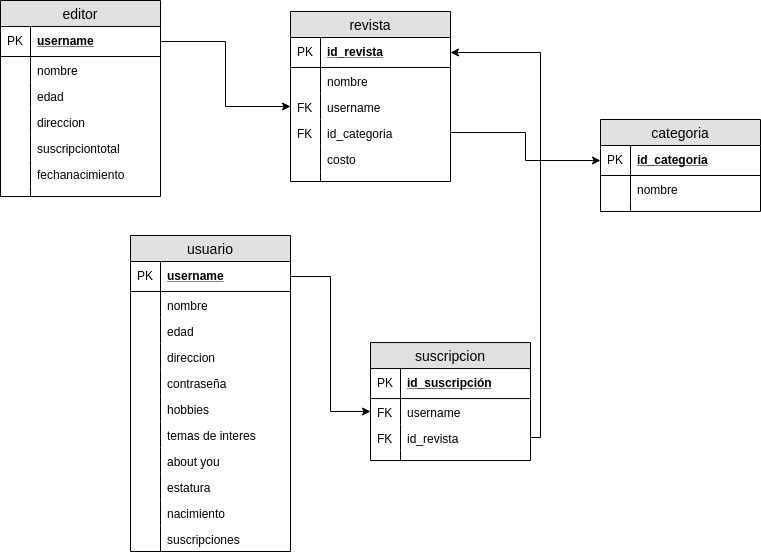 editor
PK username
nombre
edad
direccion
suscripciontotal
fechanacimiento
revista
PK id_revista
nombre
FK username
FK id_categoria
costo
categoria
PK id_categoria
nombre
usuario
PK username
nombre
edad
direccion
contraseña
hobbies
temas de interes
about you
estatura
nacimiento
suscripciones
suscripcion
PK id_suscripción
FK username
FK id_revista